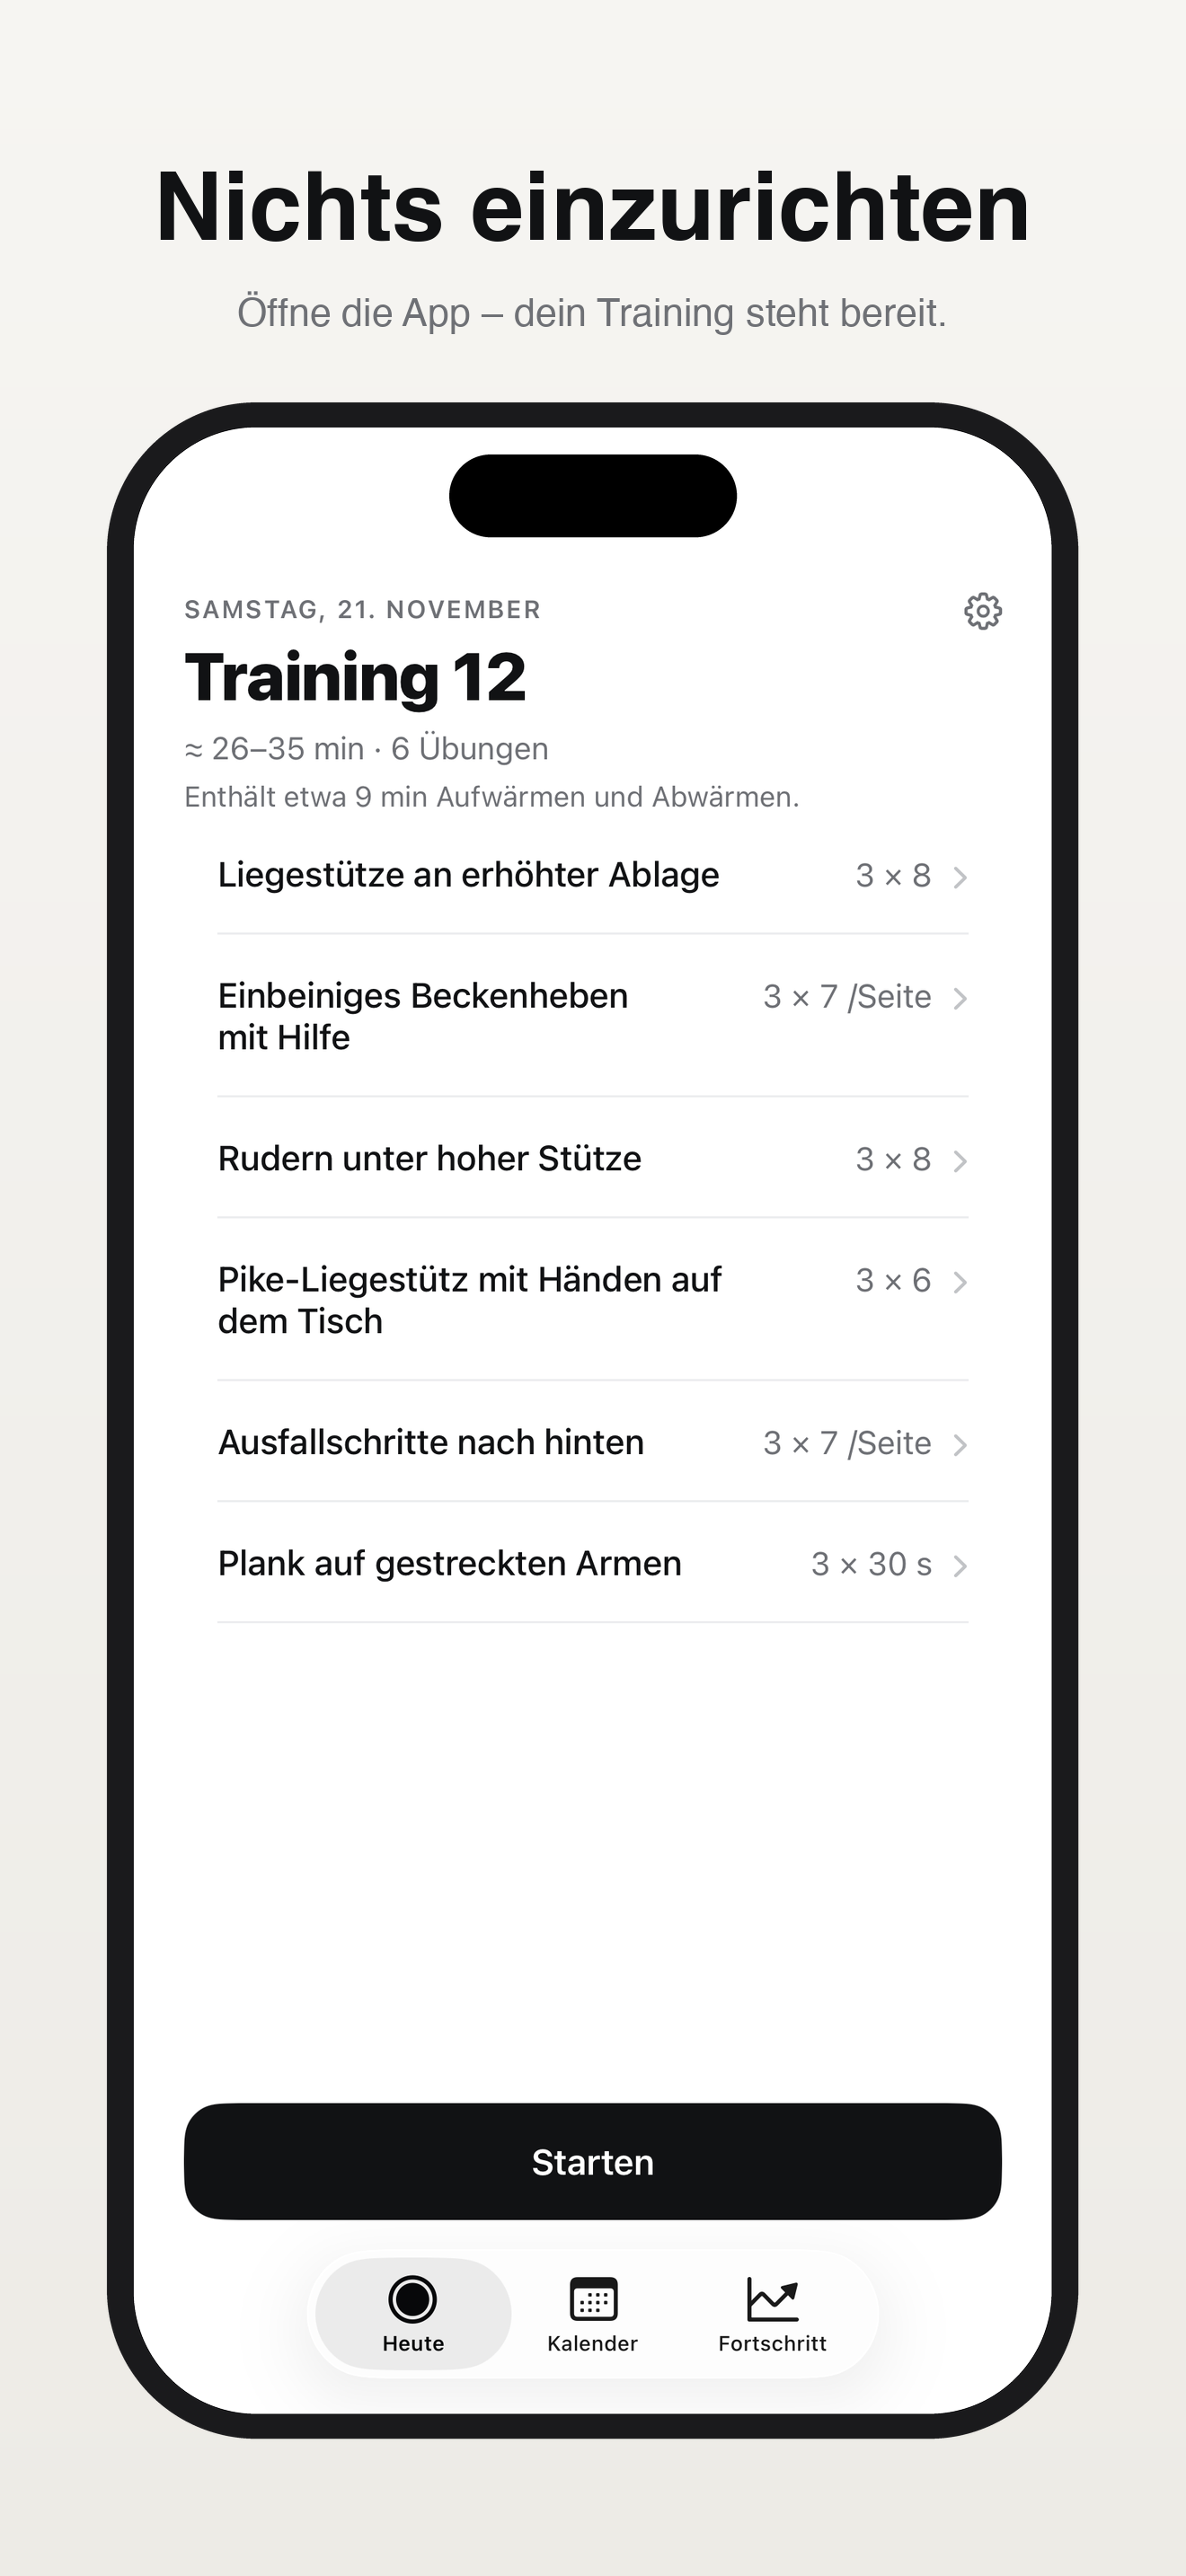 Nichts einzurichten
Öffne die App – dein Training steht bereit.
SAMSTAG, 21. NOVEMBER
Training 12
≈ 26–35 min · 6 Übungen
Enthält etwa 9 min Aufwärmen und Abwärmen.
Liegestütze an erhöhter Ablage 3 × 8
Einbeiniges Beckenheben 3 × 7 /Seite
mit Hilfe
Rudern unter hoher Stütze 3 × 8
Pike-Liegestütz mit Händen auf 3 × 6
dem Tisch
Ausfallschritte nach hinten 3 × 7 /Seite
Plank auf gestreckten Armen 3 × 30 s
Starten
Heute Kalender Fortschritt